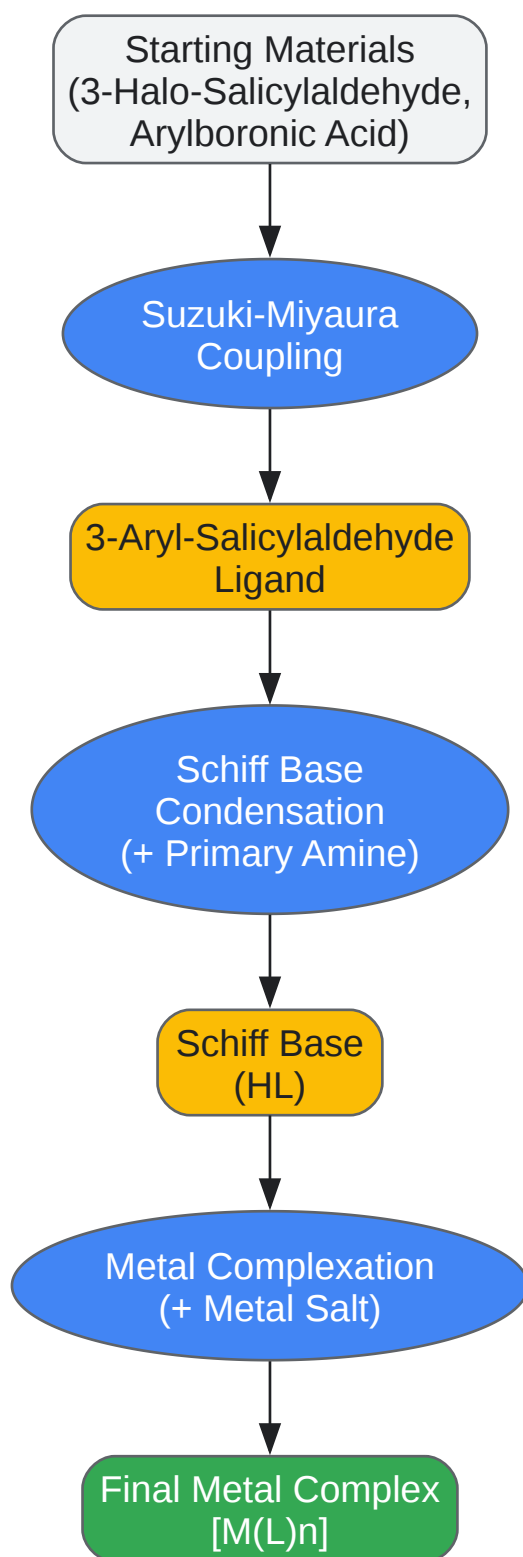 Starting Materials
(3-Halo-Salicylaldehyde,
Arylboronic Acid)
Suzuki-Miyaura
Coupling
3-Aryl-Salicylaldehyde
Ligand
Schiff Base
Condensation
(+ Primary Amine)
Schiff Base
(HL)
Metal Complexation
(+ Metal Salt)
Final Metal Complex
[M(L)n]